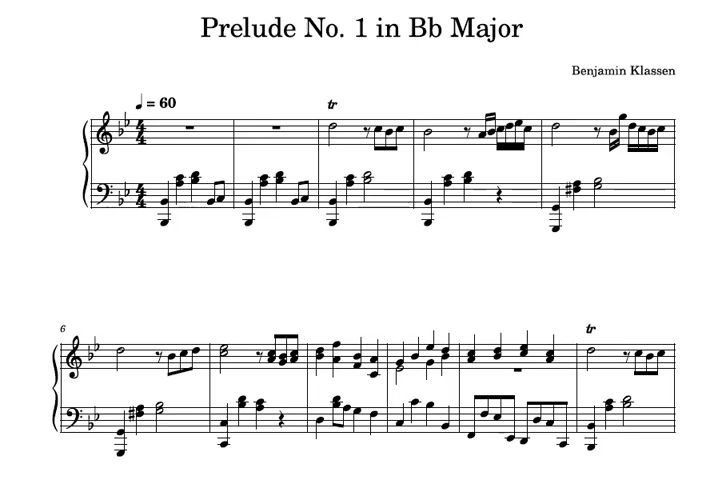 Prelude No. 1 in Bb Major
Benjamin Klassen
♩ = 60
tr
6
tr